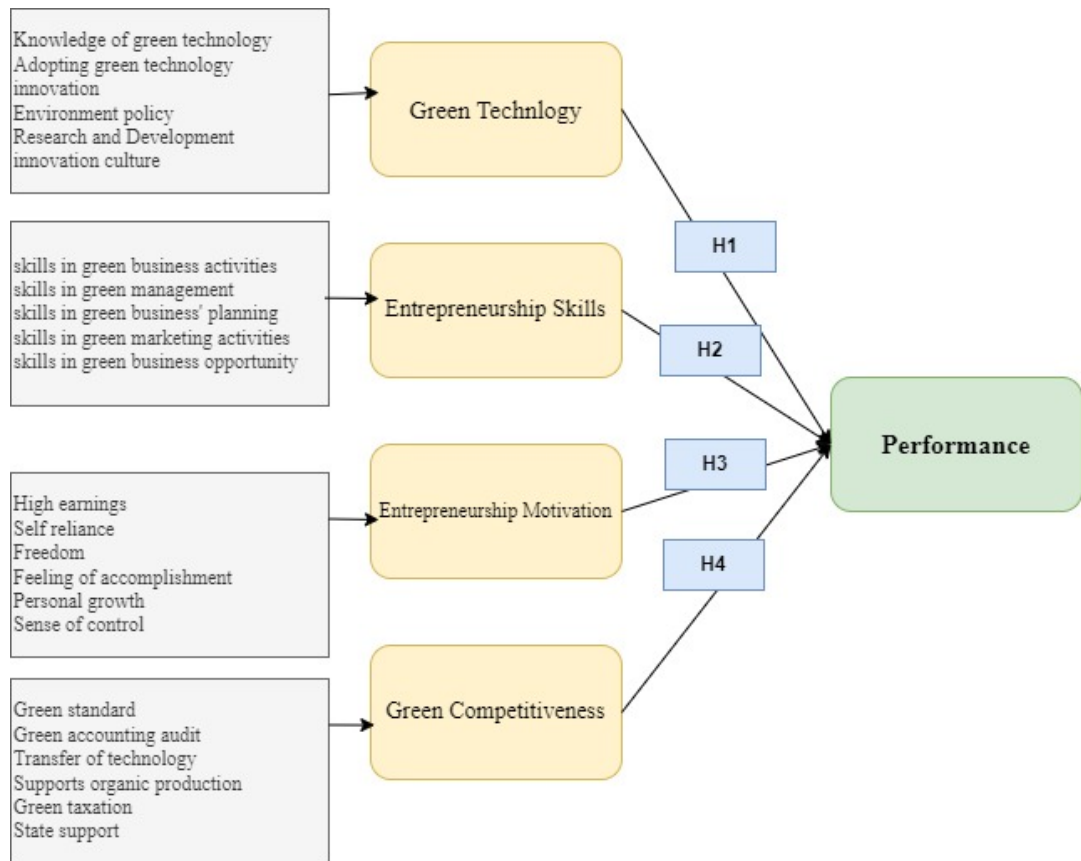 Knowledge of green technology
Adopting green technology
innovation
Environment policy
Research and Development
innovation culture
Green Technlogy
H1
skills in green business activities
skills in green management
skills in green business' planning
skills in green marketing activities
skills in green business opportunity
Entrepreneurship Skills
H2
Performance
High earnings
Self reliance
Freedom
Feeling of accomplishment
Personal growth
Sense of control
Entrepreneurship Motivation
H3
Green standard
Green accounting audit
Transfer of technology
Supports organic production
Green taxation
State support
Green Competitiveness
H4